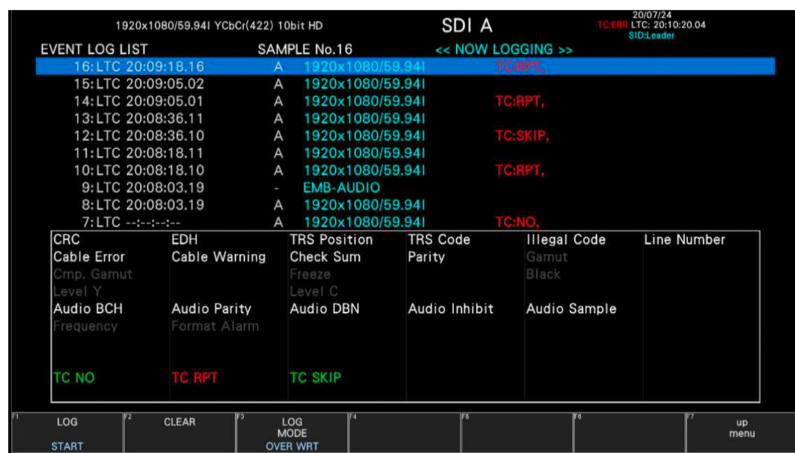 1920x1080/59.94I YCbCr(422) 10bit HD SDI A 20/07/24
TC:ERR LTC: 20:10:20.04
SID:Leader
EVENT LOG LIST SAMPLE No.16 << NOW LOGGING >>
16:LTC 20:09:18.16 A 1920x1080/59.94I TC:RPT,
15:LTC 20:09:05.02 A 1920x1080/59.94I
14:LTC 20:09:05.01 A 1920x1080/59.94I TC:RPT,
13:LTC 20:08:36.11 A 1920x1080/59.94I
12:LTC 20:08:36.10 A 1920x1080/59.94I TC:SKIP,
11:LTC 20:08:18.11 A 1920x1080/59.94I
10:LTC 20:08:18.10 A 1920x1080/59.94I TC:RPT,
9:LTC 20:08:03.19 - EMB-AUDIO
8:LTC 20:08:03.19 A 1920x1080/59.94I
7:LTC --:--:--:-- A 1920x1080/59.94I TC:NO,
CRC EDH TRS Position TRS Code Illegal Code Line Number
Cable Error Cable Warning Check Sum Parity Gamut
Cmp. Gamut Freeze Black
Level Y Level C
Audio BCH Audio Parity Audio DBN Audio Inhibit Audio Sample
Frequency Format Alarm
TC NO TC RPT TC SKIP
F1 LOG F2 CLEAR F3 LOG F4 F5 F6 F7 up
MODE menu
START OVER WRT